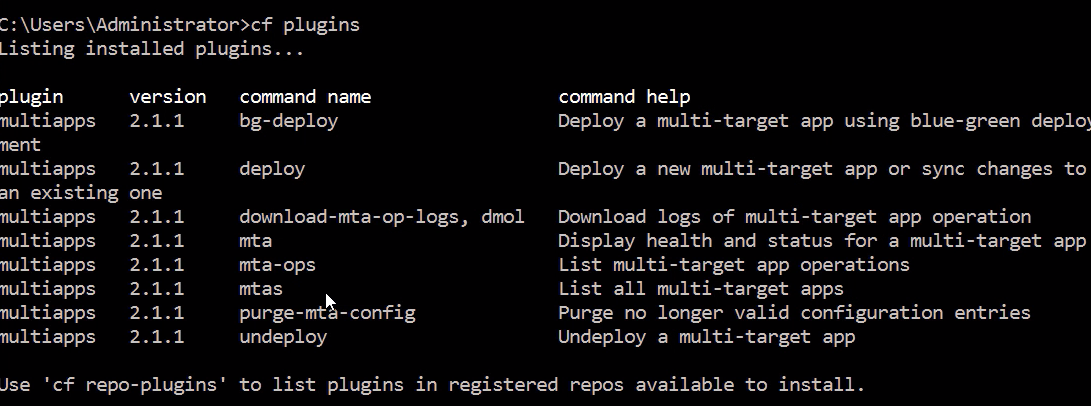 C:\Users\Administrator>cf plugins
Listing installed plugins...
plugin version command name command help
multiapps 2.1.1 bg-deploy Deploy a multi-target app using blue-green deploy
ment
multiapps 2.1.1 deploy Deploy a new multi-target app or sync changes to
an existing one
multiapps 2.1.1 download-mta-op-logs, dmol Download logs of multi-target app operation
multiapps 2.1.1 mta Display health and status for a multi-target app
multiapps 2.1.1 mta-ops List multi-target app operations
multiapps 2.1.1 mtas List all multi-target apps
multiapps 2.1.1 purge-mta-config Purge no longer valid configuration entries
multiapps 2.1.1 undeploy Undeploy a multi-target app
Use 'cf repo-plugins' to list plugins in registered repos available to install.